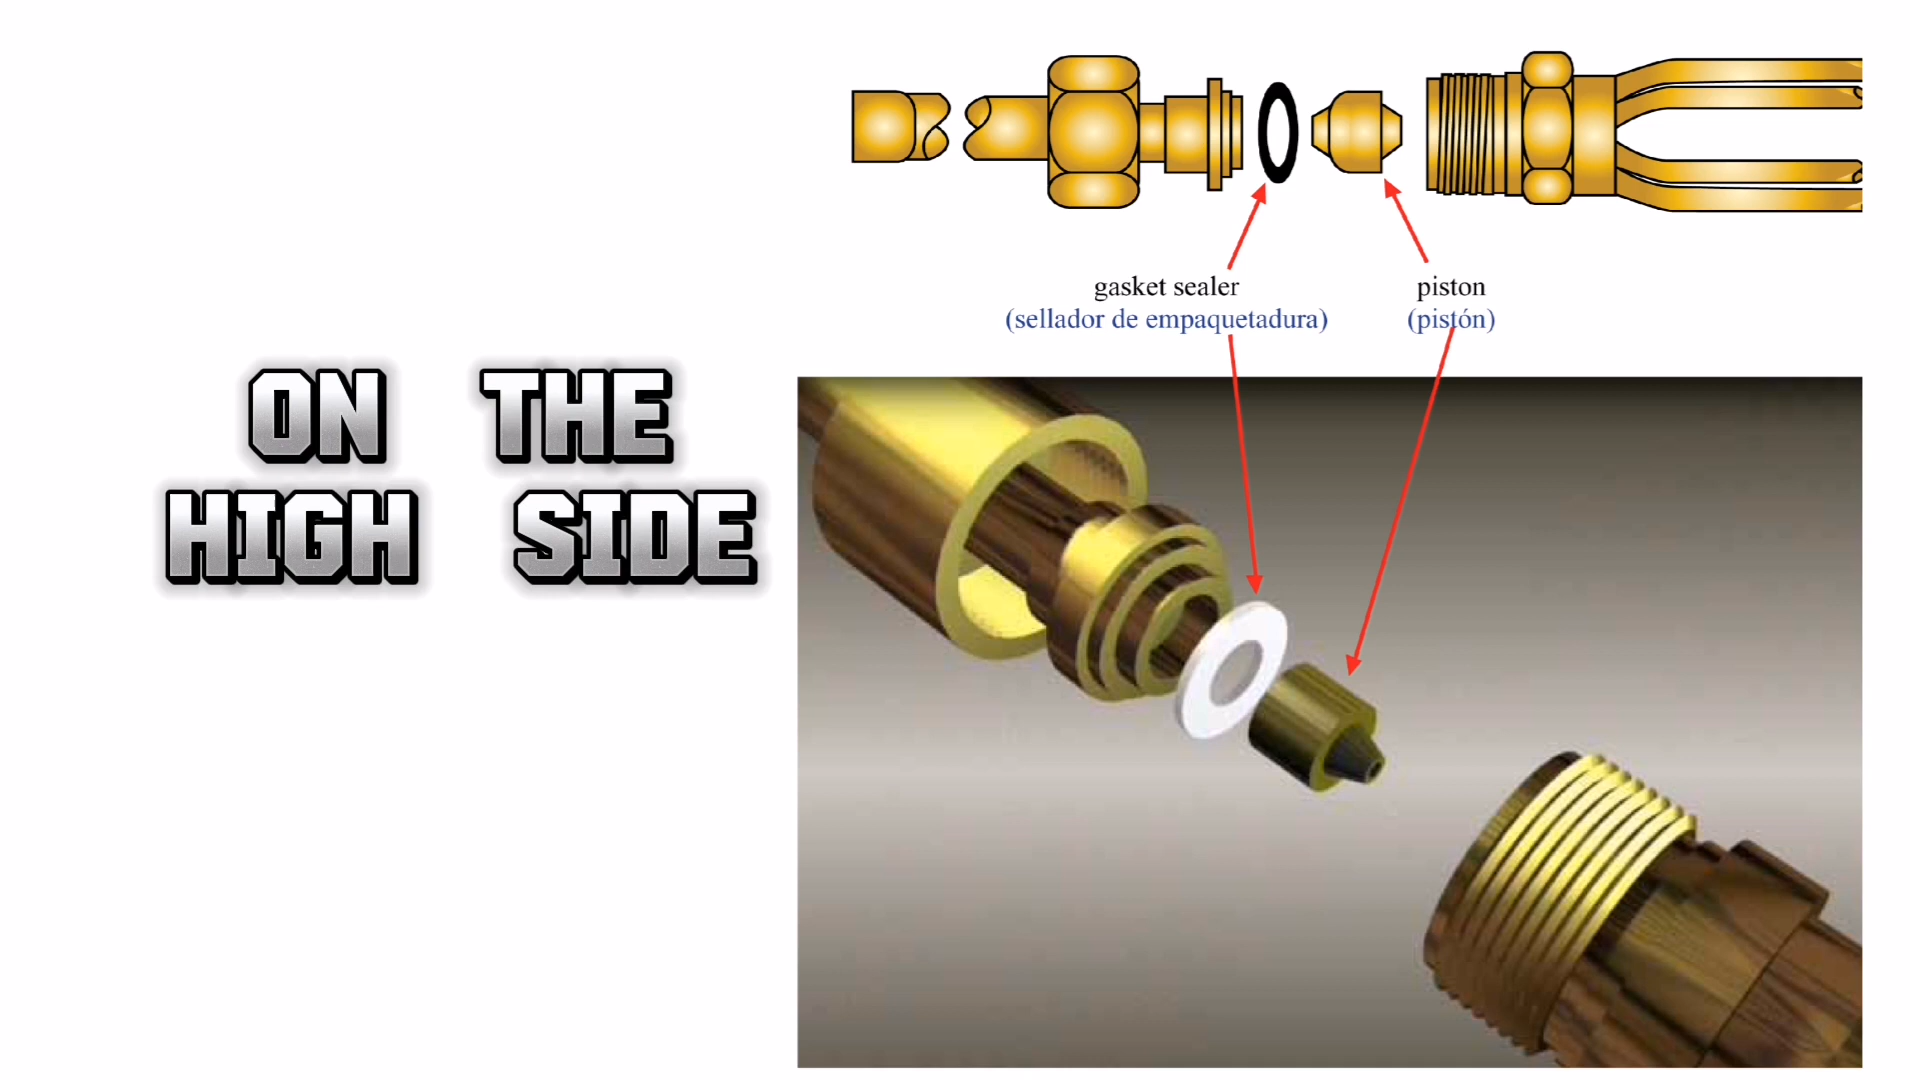 ON THE
HIGH SIDE
gasket sealer
(sellador de empaquetadura)
piston
(pistón)